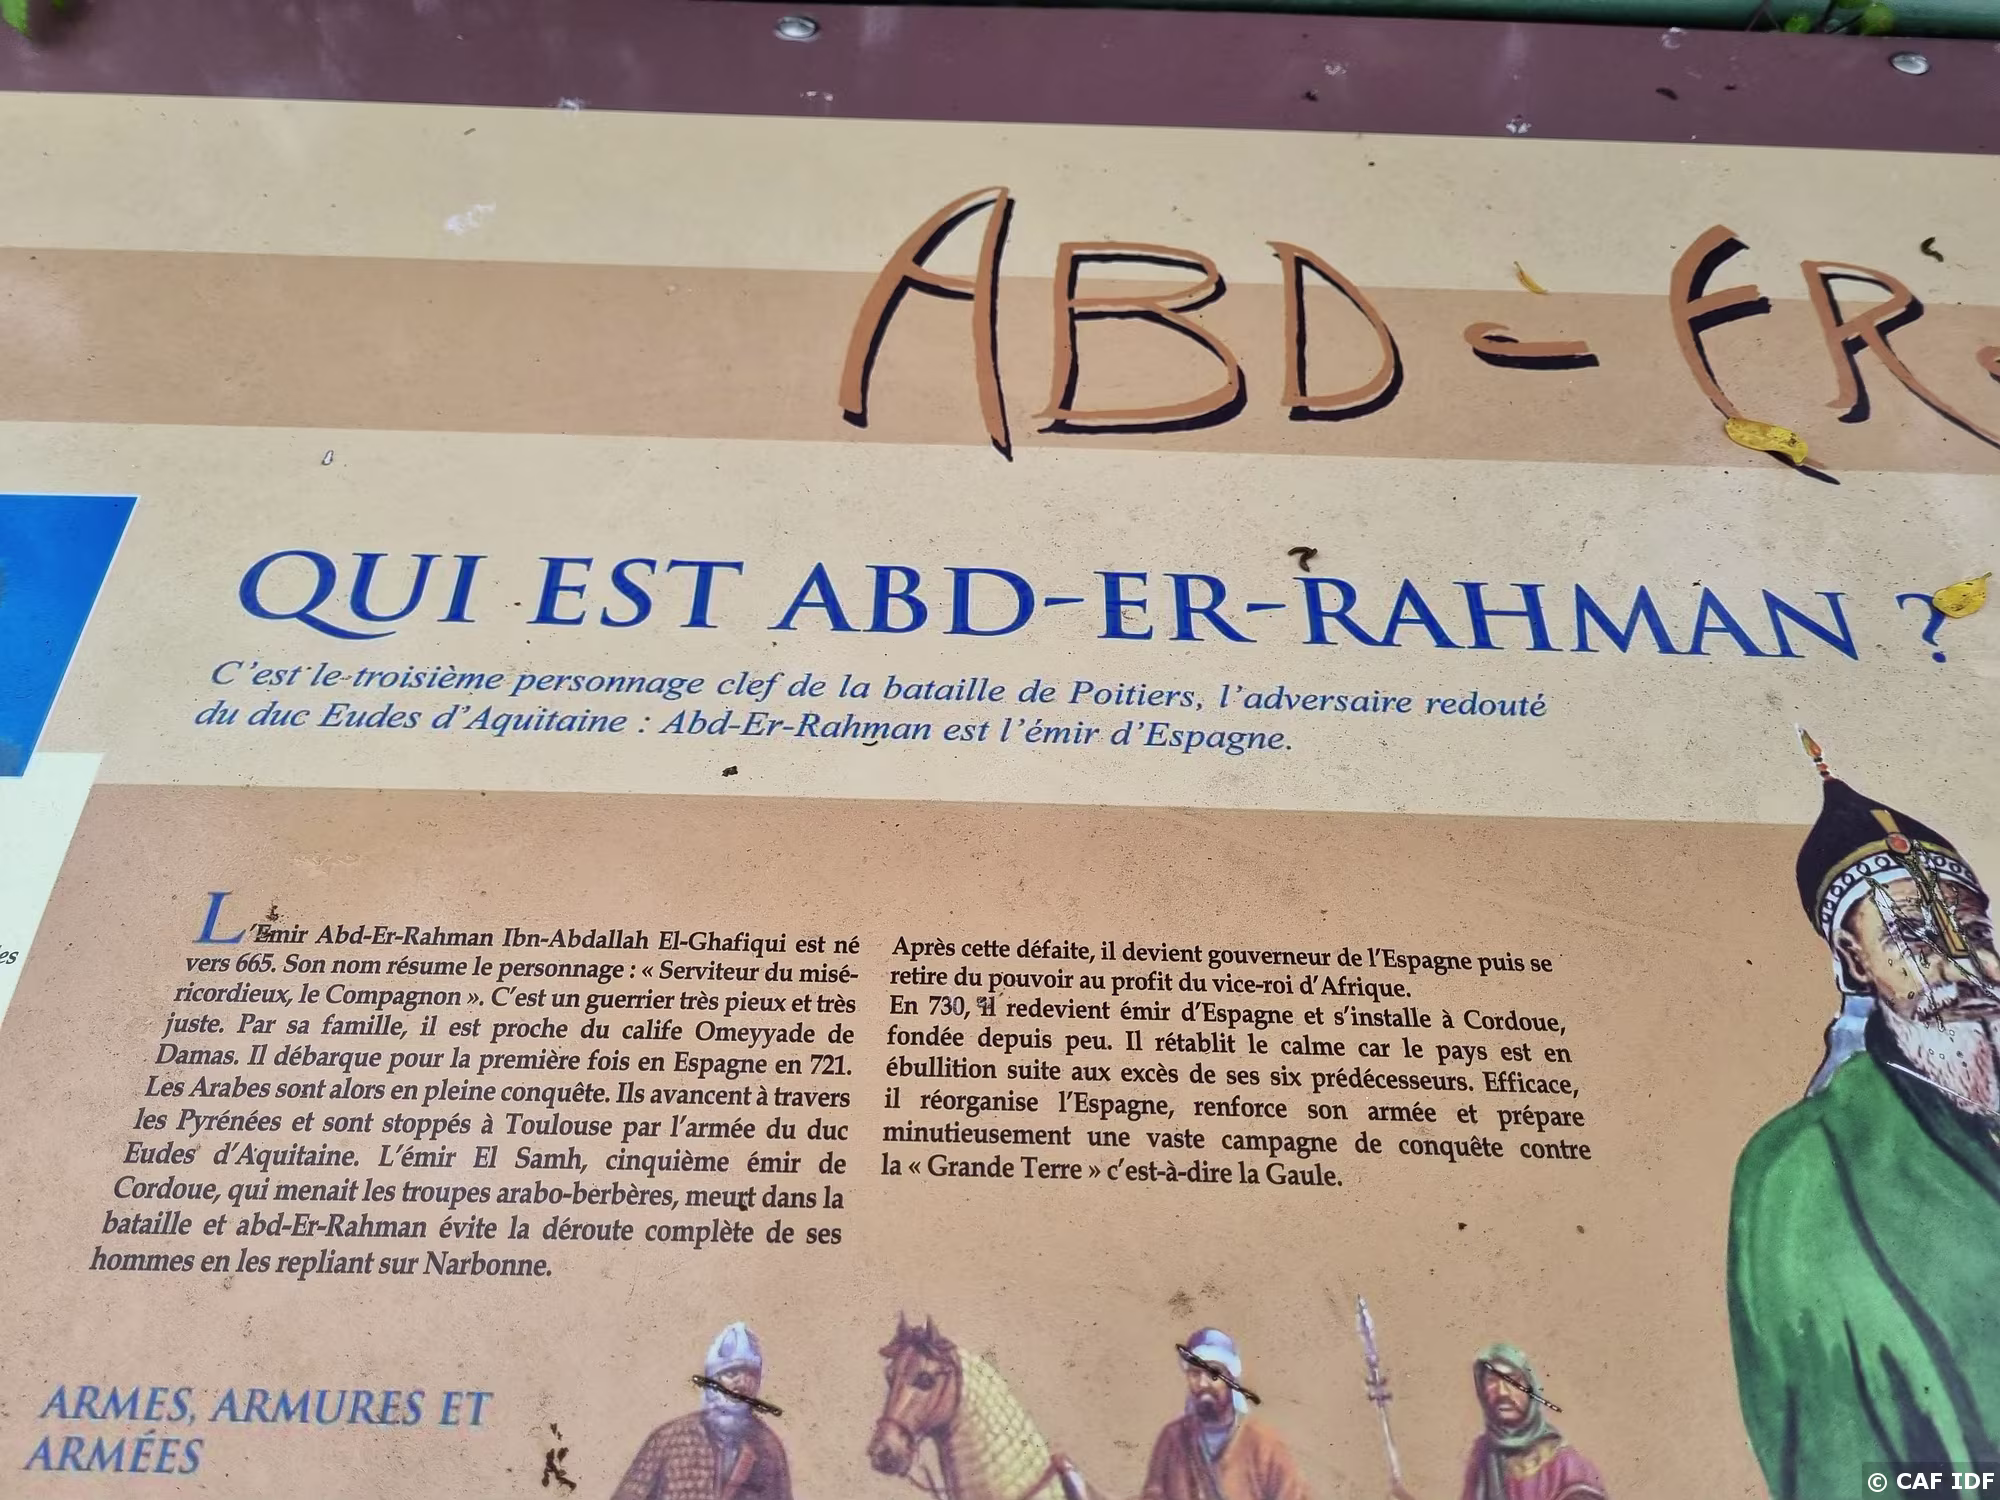 ABD - ER
QUI EST ABD-ER-RAHMAN ?
C'est le troisième personnage clef de la bataille de Poitiers, l'adversaire redouté
du duc Eudes d'Aquitaine : Abd-Er-Rahman est l'émir d'Espagne.
L'Emir Abd-Er-Rahman Ibn-Abdallah El-Ghafiqui est né
vers 665. Son nom résume le personnage : « Serviteur du misé-
ricordieux, le Compagnon ». C'est un guerrier très pieux et très
juste. Par sa famille, il est proche du calife Omeyyade de
Damas. Il débarque pour la première fois en Espagne en 721.
Les Arabes sont alors en pleine conquête. Ils avancent à travers
les Pyrénées et sont stoppés à Toulouse par l'armée du duc
Eudes d'Aquitaine. L'émir El Samh, cinquième émir de
Cordoue, qui menait les troupes arabo-berbères, meurt dans la
bataille et abd-Er-Rahman évite la déroute complète de ses
hommes en les repliant sur Narbonne.
Après cette défaite, il devient gouverneur de l'Espagne puis se
retire du pouvoir au profit du vice-roi d'Afrique.
En 730, il redevient émir d'Espagne et s'installe à Cordoue,
fondée depuis peu. Il rétablit le calme car le pays est en
ébullition suite aux excès de ses six prédécesseurs. Efficace,
il réorganise l'Espagne, renforce son armée et prépare
minutieusement une vaste campagne de conquête contre
la « Grande Terre » c'est-à-dire la Gaule.
ARMES, ARMURES ET
ARMÉES
© CAF IDF